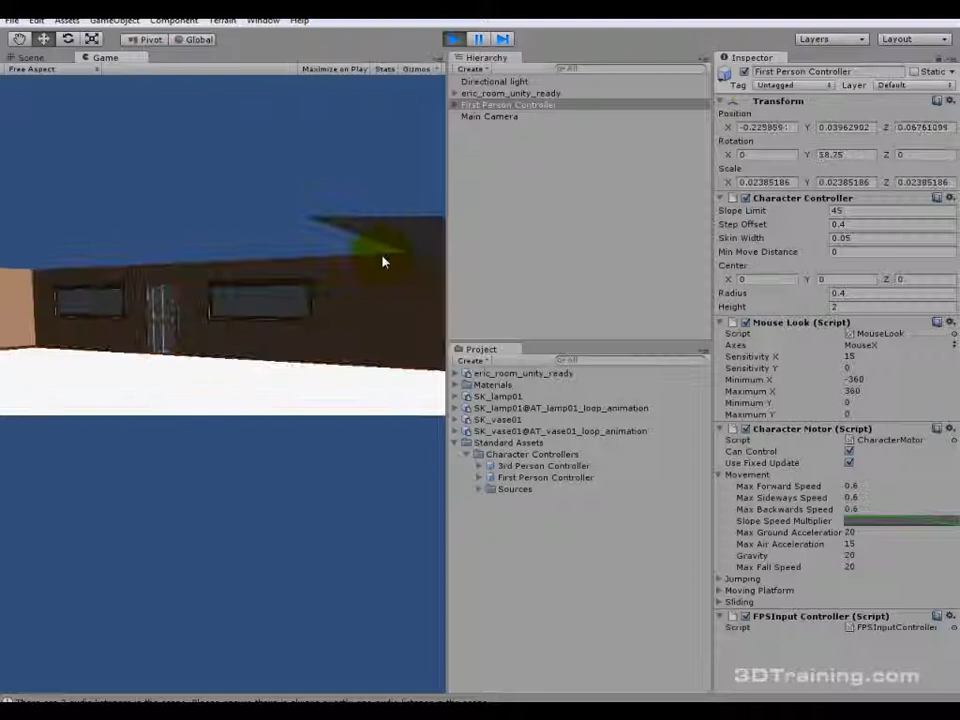 File Edit Assets GameObject Component Terrain Window Help
Pivot Global Layers Layout
Scene Game
Free Aspect Maximize on Play Stats Gizmos
Hierarchy
Create All
Directional light
eric_room_unity_ready
First Person Controller
Main Camera
Project
Create All
eric_room_unity_ready
Materials
SK_lamp01
SK_lamp01@AT_lamp01_loop_animation
SK_vase01
SK_vase01@AT_vase01_loop_animation
Standard Assets
Character Controllers
3rd Person Controller
First Person Controller
Sources
Inspector
First Person Controller Static
Tag Untagged Layer Default
Transform
Position
X Y 0.03962902 Z 0.06761099
Rotation
X 0 Y 58.75 Z 0
Scale
X 0.02385186 Y 0.02385186 Z 0.02385186
Character Controller
Slope Limit 45
Step Offset 0.4
Skin Width 0.05
Min Move Distance 0
Center
X 0 Y 0 Z 0
Radius 0.4
Height 2
Mouse Look (Script)
Script MouseLook
Axes MouseX
Sensitivity X 15
Sensitivity Y 0
Minimum X -360
Maximum X 360
Minimum Y 0
Maximum Y 0
Character Motor (Script)
Script CharacterMotor
Can Control
Use Fixed Update
Movement
Max Forward Speed 0.6
Max Sideways Speed 0.6
Max Backwards Speed 0.6
Slope Speed Multiplier
Max Ground Acceleration 20
Max Air Acceleration 15
Gravity 20
Max Fall Speed 20
Jumping
Moving Platform
Sliding
FPSInput Controller (Script)
Script FPSInputController
3DTraining.com